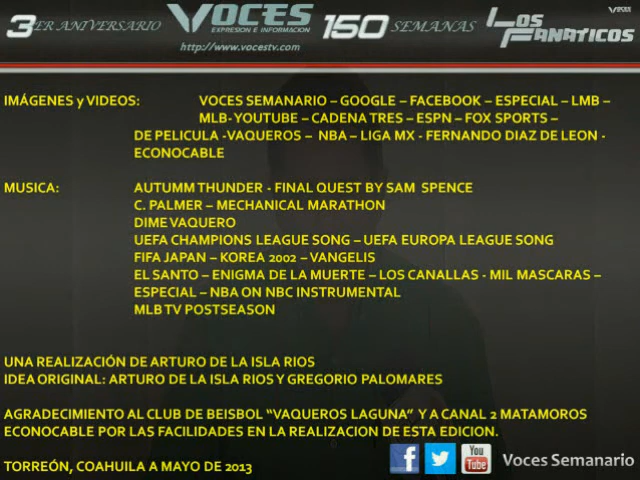 3ER ANIVERSARIO VOCES EXPRESION E INFORMACION 150 SEMANAS LOS FANATICOS
http://www.vocestv.com
IMÁGENES y VIDEOS: VOCES SEMANARIO – GOOGLE – FACEBOOK – ESPECIAL – LMB –
MLB- YOUTUBE – CADENA TRES – ESPN – FOX SPORTS –
DE PELICULA -VAQUEROS – NBA – LIGA MX - FERNANDO DIAZ DE LEON -
ECONOCABLE
MUSICA: AUTUMM THUNDER - FINAL QUEST BY SAM SPENCE
C. PALMER – MECHANICAL MARATHON
DIME VAQUERO
UEFA CHAMPIONS LEAGUE SONG – UEFA EUROPA LEAGUE SONG
FIFA JAPAN – KOREA 2002 – VANGELIS
EL SANTO – ENIGMA DE LA MUERTE – LOS CANALLAS - MIL MASCARAS –
ESPECIAL – NBA ON NBC INSTRUMENTAL
MLB TV POSTSEASON
UNA REALIZACIÓN DE ARTURO DE LA ISLA RIOS
IDEA ORIGINAL: ARTURO DE LA ISLA RIOS Y GREGORIO PALOMARES
AGRADECIMIENTO AL CLUB DE BEISBOL “VAQUEROS LAGUNA” Y A CANAL 2 MATAMOROS
ECONOCABLE POR LAS FACILIDADES EN LA REALIZACION DE ESTA EDICION.
TORREÓN, COAHUILA A MAYO DE 2013
f You Tube Voces Semanario